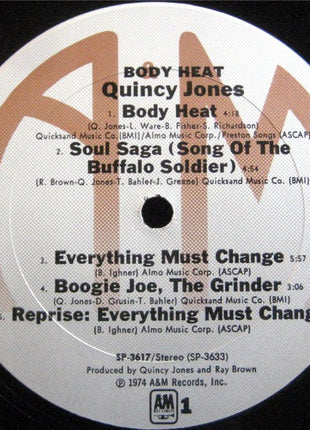 BODY HEAT
Quincy Jones
1. Body Heat 4:18
(Q. Jones-L. Ware-B. Fisher-S. Richardson)
Quicksand Music Co.(BMI)/Almo Music Corp./Preston Songs (ASCAP)
2. Soul Saga (Song Of The
Buffalo Soldier) 4:54
(R. Brown-Q. Jones-T. Bahler-J. Greene) Quicksand Music Co. (BMI)
3. Everything Must Change 5:57
(B. Ighner) Almo Music Corp. (ASCAP)
4. Boogie Joe, The Grinder 3:06
(Q. Jones-D. Grusin-T. Bahler) Quicksand Music Co. (BMI)
Reprise: Everything Must Chang
(B. Ighner) Almo Music Corp. (ASCAP)
SP-3617/Stereo (SP-3633)
Produced by Quincy Jones and Ray Brown
℗ © 1974 A&M Records, Inc.
A&M
RECORDS
1